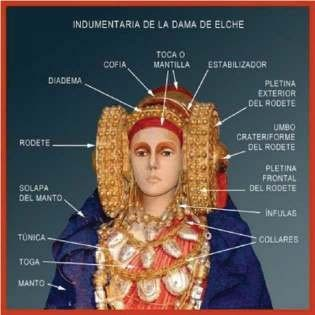 INDUMENTARIA DE LA DAMA DE ELCHE
TOCA O
MANTILLA
COFIA
ESTABILIZADOR
DIADEMA
PLETINA
EXTERIOR
DEL RODETE
UMBO
CRATERIFORME
DEL RODETE
RODETE
PLETINA
FRONTAL
DEL RODETE
SOLAPA
DEL MANTO
ÍNFULAS
TÚNICA
COLLARES
TOGA
MANTO